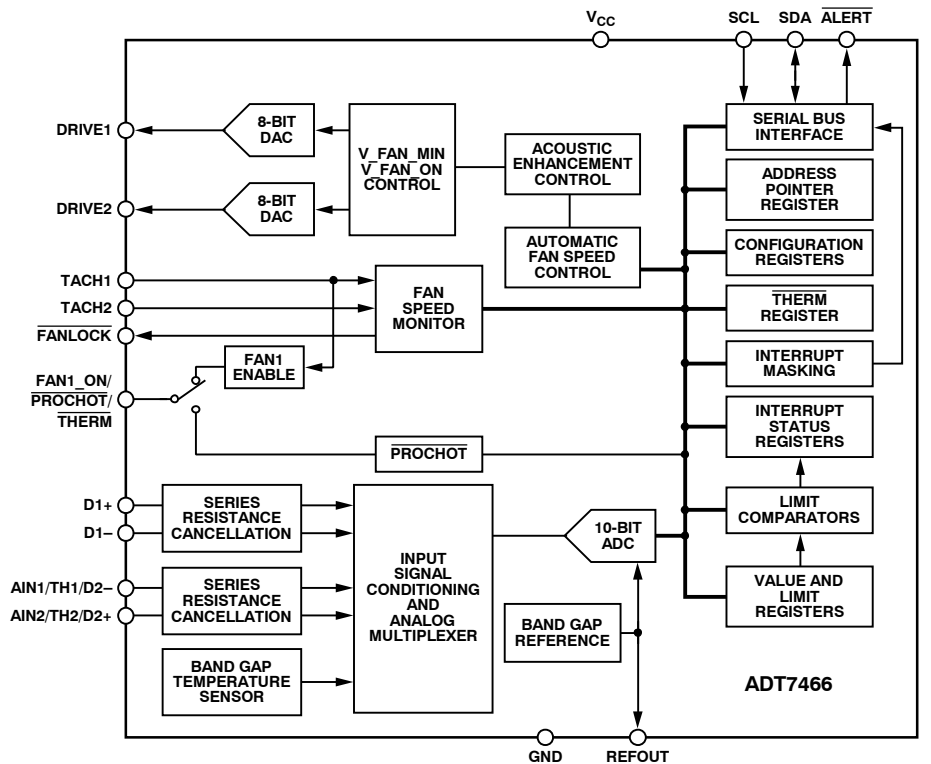 VCC
SCL
SDA
ALERT
DRIVE1
8-BIT
DAC
V_FAN_MIN
V_FAN_ON
CONTROL
ACOUSTIC
ENHANCEMENT
CONTROL
SERIAL BUS
INTERFACE
ADDRESS
POINTER
REGISTER
DRIVE2
8-BIT
DAC
AUTOMATIC
FAN SPEED
CONTROL
CONFIGURATION
REGISTERS
TACH1
TACH2
FANLOCK
FAN
SPEED
MONITOR
THERM
REGISTER
FAN1
ENABLE
INTERRUPT
MASKING
FAN1_ON/
PROCHOT/
THERM
INTERRUPT
STATUS
REGISTERS
PROCHOT
D1+
D1–
SERIES
RESISTANCE
CANCELLATION
LIMIT
COMPARATORS
10-BIT
ADC
INPUT
SIGNAL
CONDITIONING
AND
ANALOG
MULTIPLEXER
AIN1/TH1/D2–
AIN2/TH2/D2+
SERIES
RESISTANCE
CANCELLATION
VALUE AND
LIMIT
REGISTERS
BAND GAP
REFERENCE
BAND GAP
TEMPERATURE
SENSOR
ADT7466
GND
REFOUT